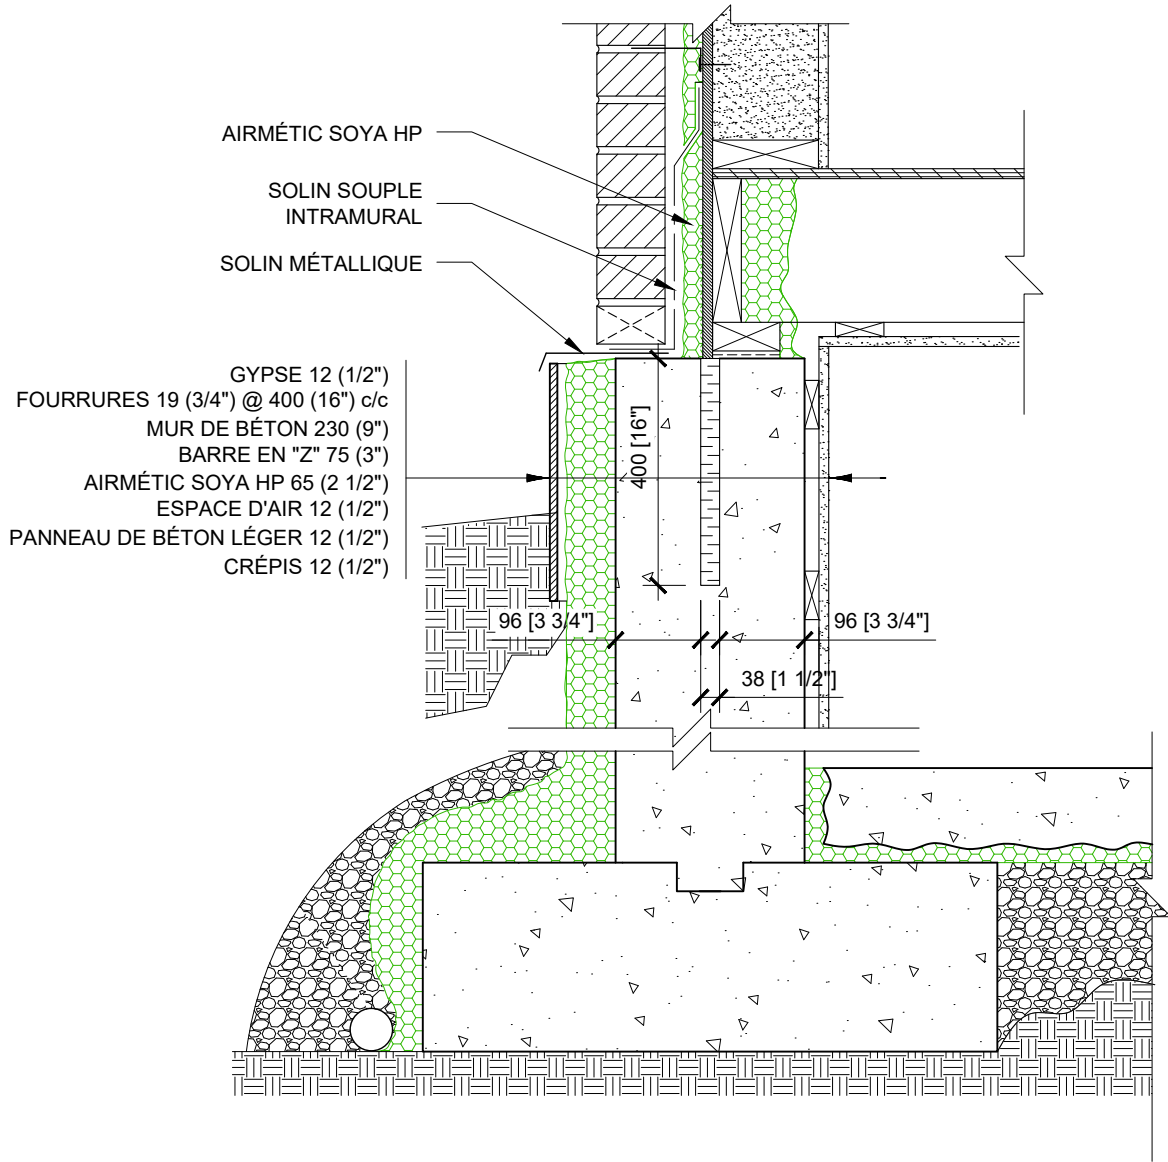 AIRMÉTIC SOYA HP
SOLIN SOUPLE
INTRAMURAL
SOLIN MÉTALLIQUE
GYPSE 12 (1/2")
FOURRURES 19 (3/4") @ 400 (16") c/c
MUR DE BÉTON 230 (9")
BARRE EN "Z" 75 (3")
AIRMÉTIC SOYA HP 65 (2 1/2")
ESPACE D'AIR 12 (1/2")
PANNEAU DE BÉTON LÉGER 12 (1/2")
CRÉPIS 12 (1/2")
400 [16"]
96 [3 3/4"]
96 [3 3/4"]
38 [1 1/2"]